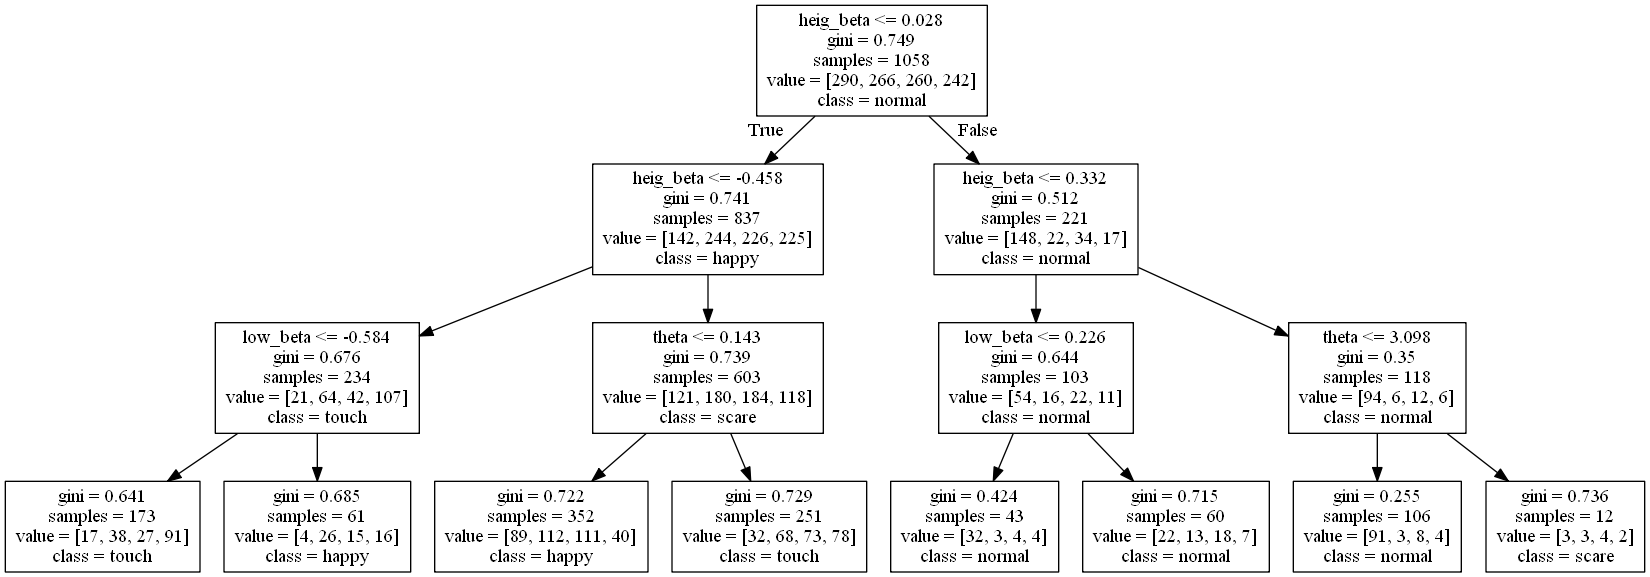 heig_beta <= 0.028
gini = 0.749
samples = 1058
value = [290, 266, 260, 242]
class = normal
True
False
heig_beta <= -0.458
gini = 0.741
samples = 837
value = [142, 244, 226, 225]
class = happy
heig_beta <= 0.332
gini = 0.512
samples = 221
value = [148, 22, 34, 17]
class = normal
low_beta <= -0.584
gini = 0.676
samples = 234
value = [21, 64, 42, 107]
class = touch
theta <= 0.143
gini = 0.739
samples = 603
value = [121, 180, 184, 118]
class = scare
low_beta <= 0.226
gini = 0.644
samples = 103
value = [54, 16, 22, 11]
class = normal
theta <= 3.098
gini = 0.35
samples = 118
value = [94, 6, 12, 6]
class = normal
gini = 0.641
samples = 173
value = [17, 38, 27, 91]
class = touch
gini = 0.685
samples = 61
value = [4, 26, 15, 16]
class = happy
gini = 0.722
samples = 352
value = [89, 112, 111, 40]
class = happy
gini = 0.729
samples = 251
value = [32, 68, 73, 78]
class = touch
gini = 0.424
samples = 43
value = [32, 3, 4, 4]
class = normal
gini = 0.715
samples = 60
value = [22, 13, 18, 7]
class = normal
gini = 0.255
samples = 106
value = [91, 3, 8, 4]
class = normal
gini = 0.736
samples = 12
value = [3, 3, 4, 2]
class = scare